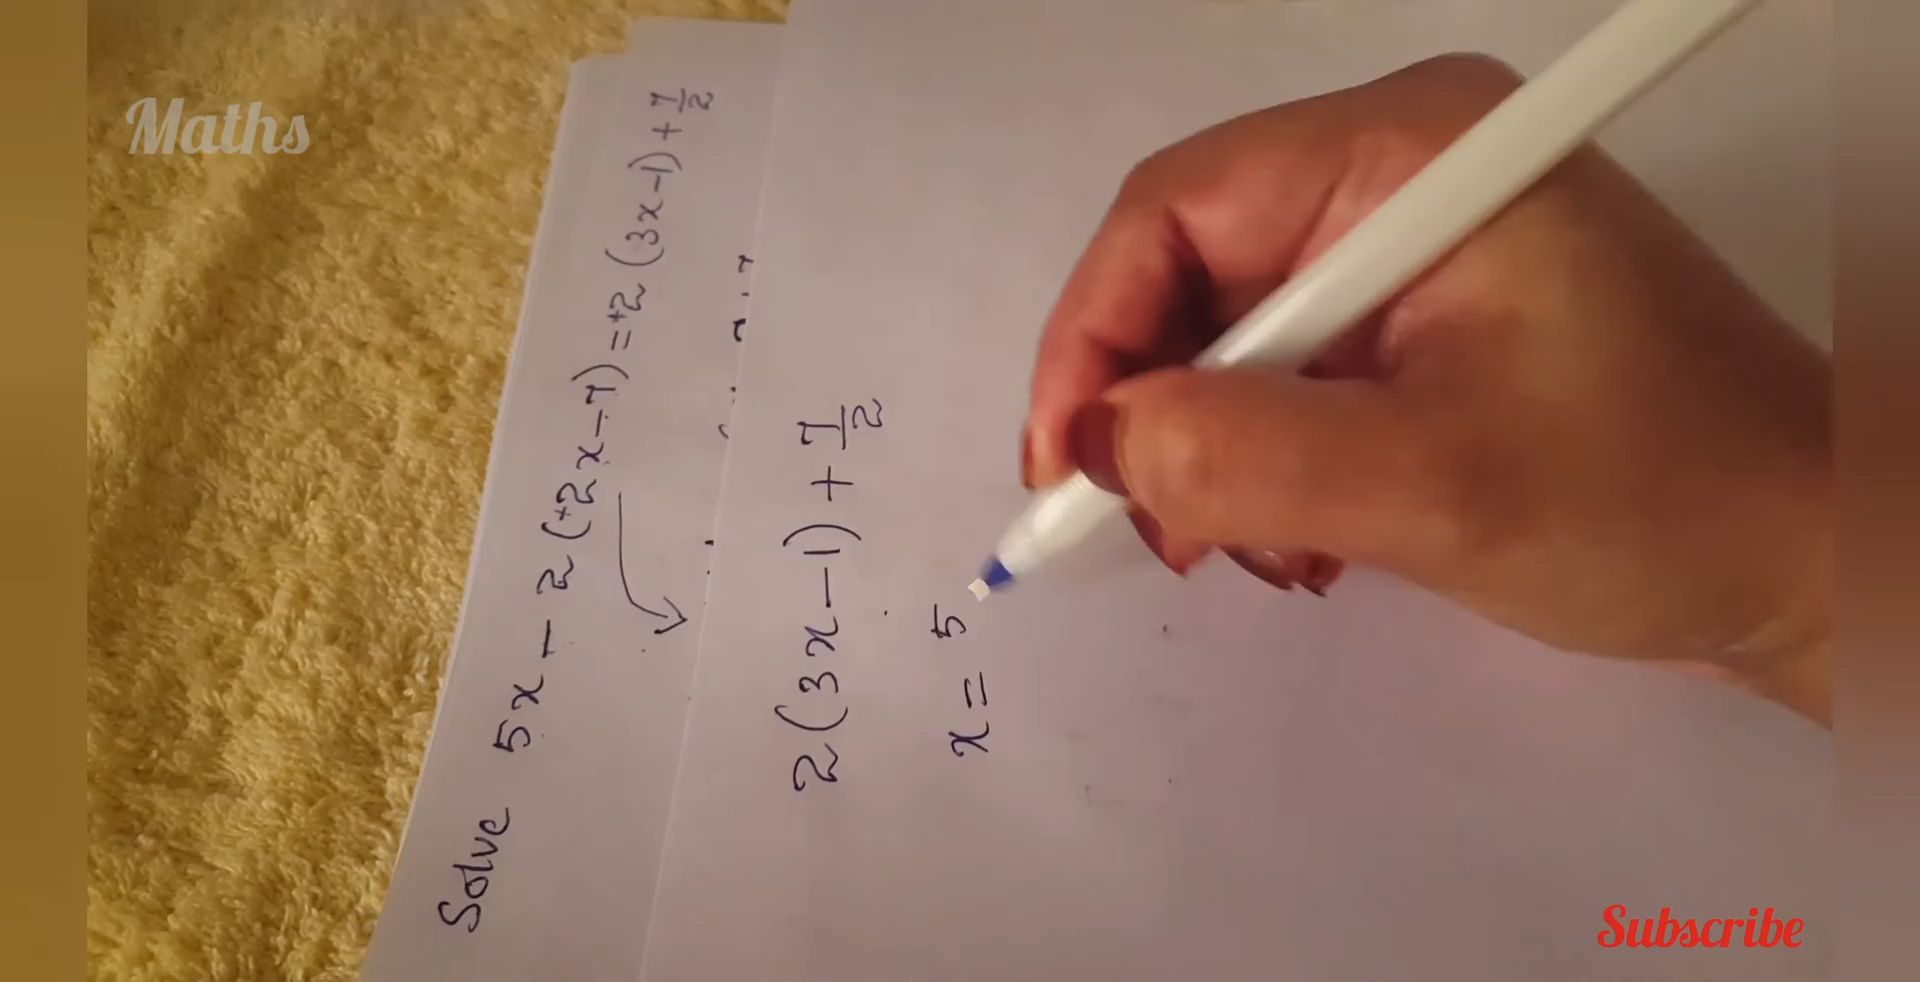 Maths
Solve 5x - 2(+2x-7) = +2(3x-1) + 7/2
2(3x-1) + 7/2
x = 5
Subscribe